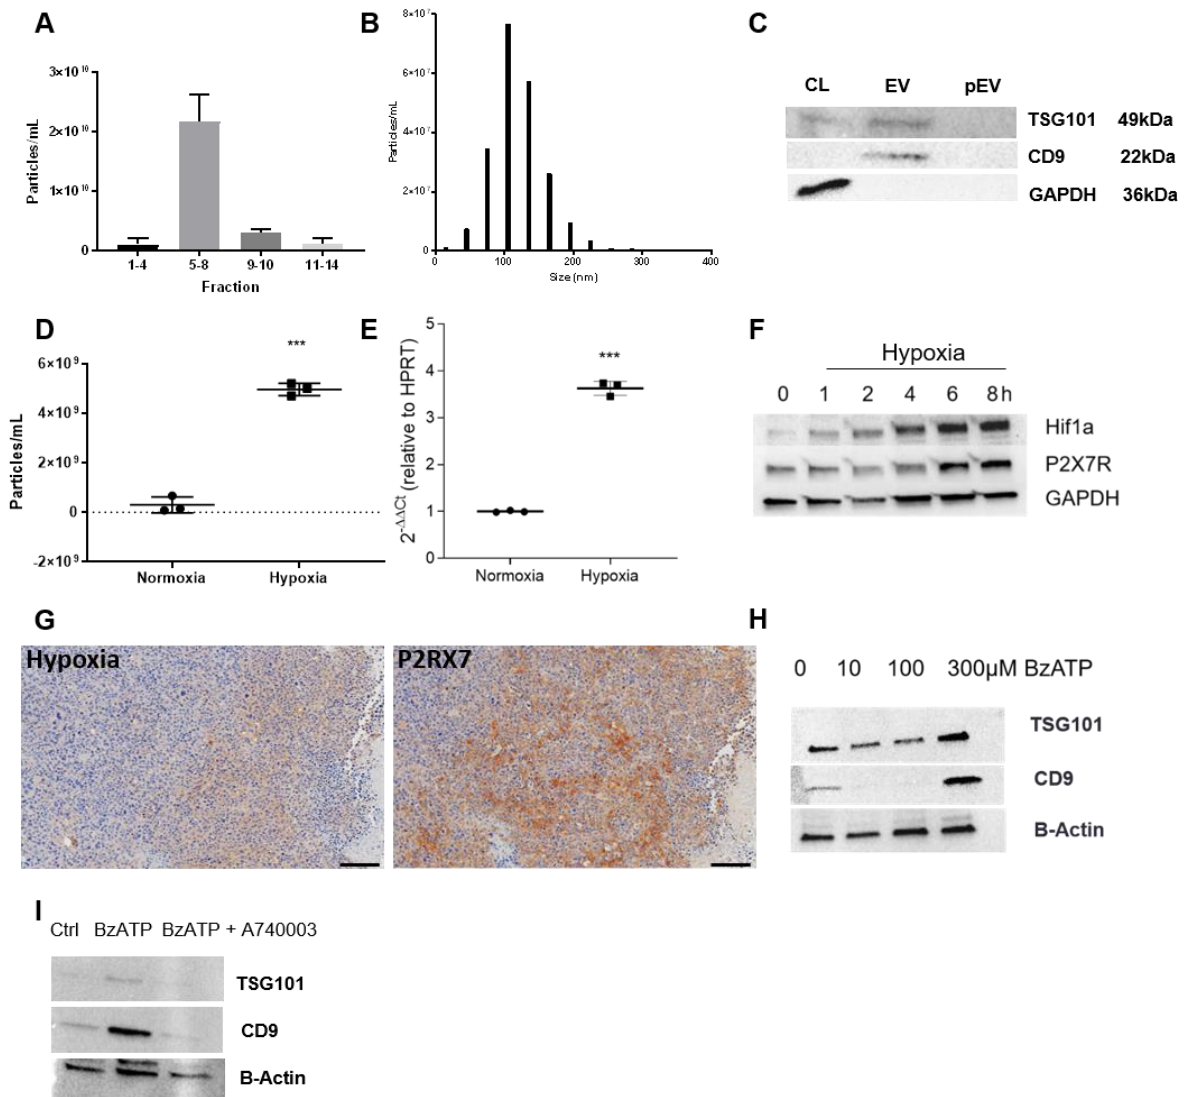 A
3×10¹⁰
2×10¹⁰
1×10¹⁰
0
Particles/mL
1-4 5-8 9-10 11-14
Fraction
B
8×10⁷
6×10⁷
4×10⁷
2×10⁷
0
Particles/mL
0 100 200 300 400
Size (nm)
C
CL EV pEV
TSG101 49kDa
CD9 22kDa
GAPDH 36kDa
D
***
6×10⁹
4×10⁹
2×10⁹
0
-2×10⁹
Particles/mL
Normoxia Hypoxia
E
***
5
4
3
2
1
0
2^-ΔΔCt (relative to HPRT)
Normoxia Hypoxia
F
Hypoxia
0 1 2 4 6 8h
Hif1a
P2X7R
GAPDH
G
Hypoxia
P2RX7
H
0 10 100 300µM BzATP
TSG101
CD9
B-Actin
I
Ctrl BzATP BzATP + A740003
TSG101
CD9
B-Actin